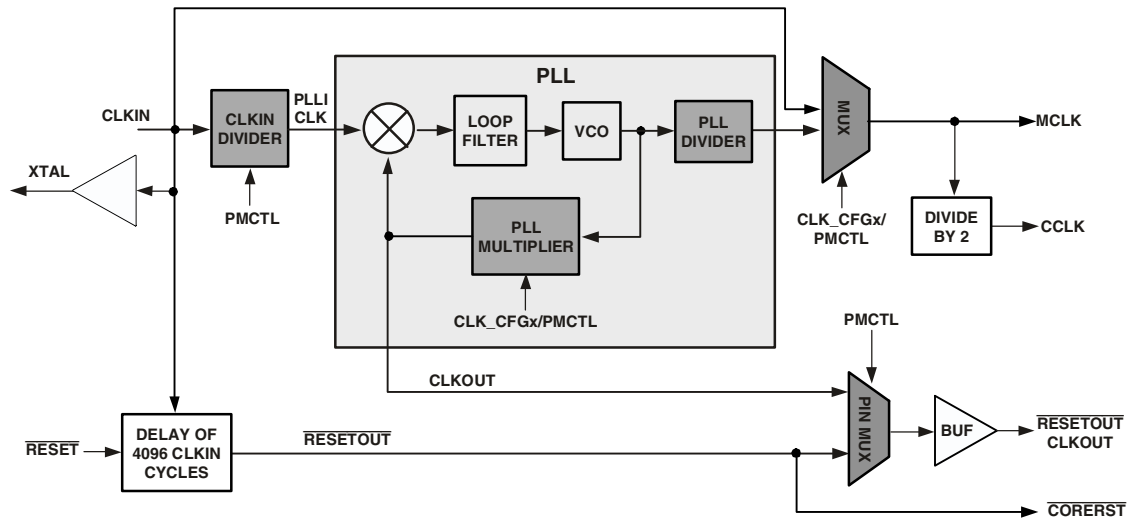 PLL
CLKIN
CLKIN
DIVIDER
PLLI
CLK
LOOP
FILTER
VCO
PLL
DIVIDER
MUX
MCLK
XTAL
PMCTL
PLL
MULTIPLIER
CLK_CFGx/
PMCTL
DIVIDE
BY 2
CCLK
CLK_CFGx/PMCTL
PMCTL
CLKOUT
PIN MUX
BUF
RESETOUT
CLKOUT
RESET
DELAY OF
4096 CLKIN
CYCLES
RESETOUT
CORERST